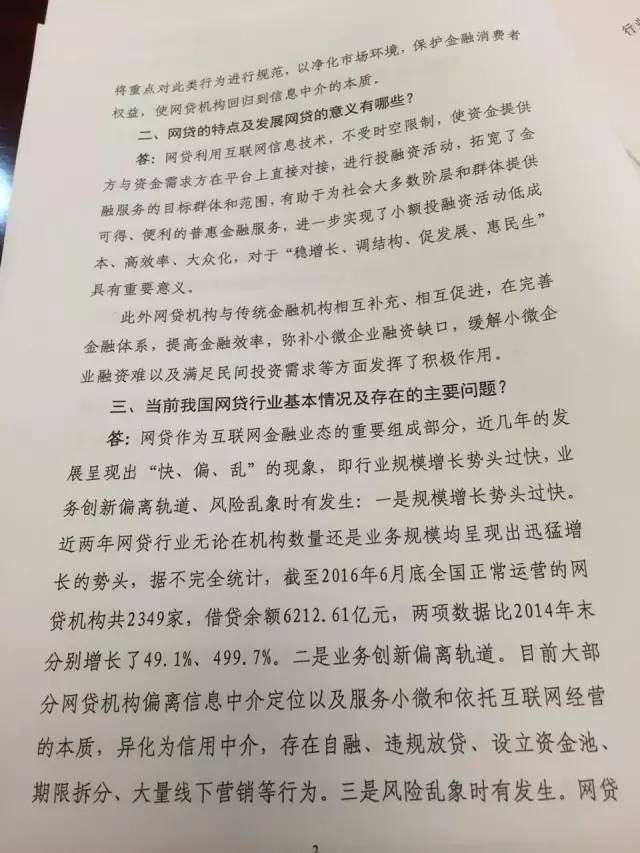 行当
将重点对此类行为进行规范，以净化市场环境，保护金融消费者
权益，使网贷机构回归到信息中介的本质。
二、网贷的特点及发展网贷的意义有哪些？
答：网贷利用互联网信息技术，不受时空限制，使资金提供
方与资金需求方在平台上直接对接，进行投融资活动，拓宽了金
融服务的目标群体和范围，有助于为社会大多数阶层和群体提供
可得、便利的普惠金融服务，进一步实现了小额投融资活动低成
本、高效率、大众化，对于“稳增长、调结构、促发展、惠民生”
具有重要意义。
此外网贷机构与传统金融机构相互补充、相互促进，在完善
金融体系，提高金融效率，弥补小微企业融资缺口，缓解小微企
业融资难以及满足民间投资需求等方面发挥了积极作用。
三、当前我国网贷行业基本情况及存在的主要问题？
答：网贷作为互联网金融业态的重要组成部分，近几年的发
展呈现出“快、偏、乱”的现象，即行业规模增长势头过快，业
务创新偏离轨道、风险乱象时有发生：一是规模增长势头过快。
近两年网贷行业无论在机构数量还是业务规模均呈现出迅猛增
长的势头，据不完全统计，截至2016年6月底全国正常运营的网
贷机构共2349家，借贷余额6212.61亿元，两项数据比2014年末
分别增长了49.1%、499.7%。二是业务创新偏离轨道。目前大部
分网贷机构偏离信息中介定位以及服务小微和依托互联网经营
的本质，异化为信用中介，存在自融、违规放贷、设立资金池、
期限拆分、大量线下营销等行为。三是风险乱象时有发生。网贷
2